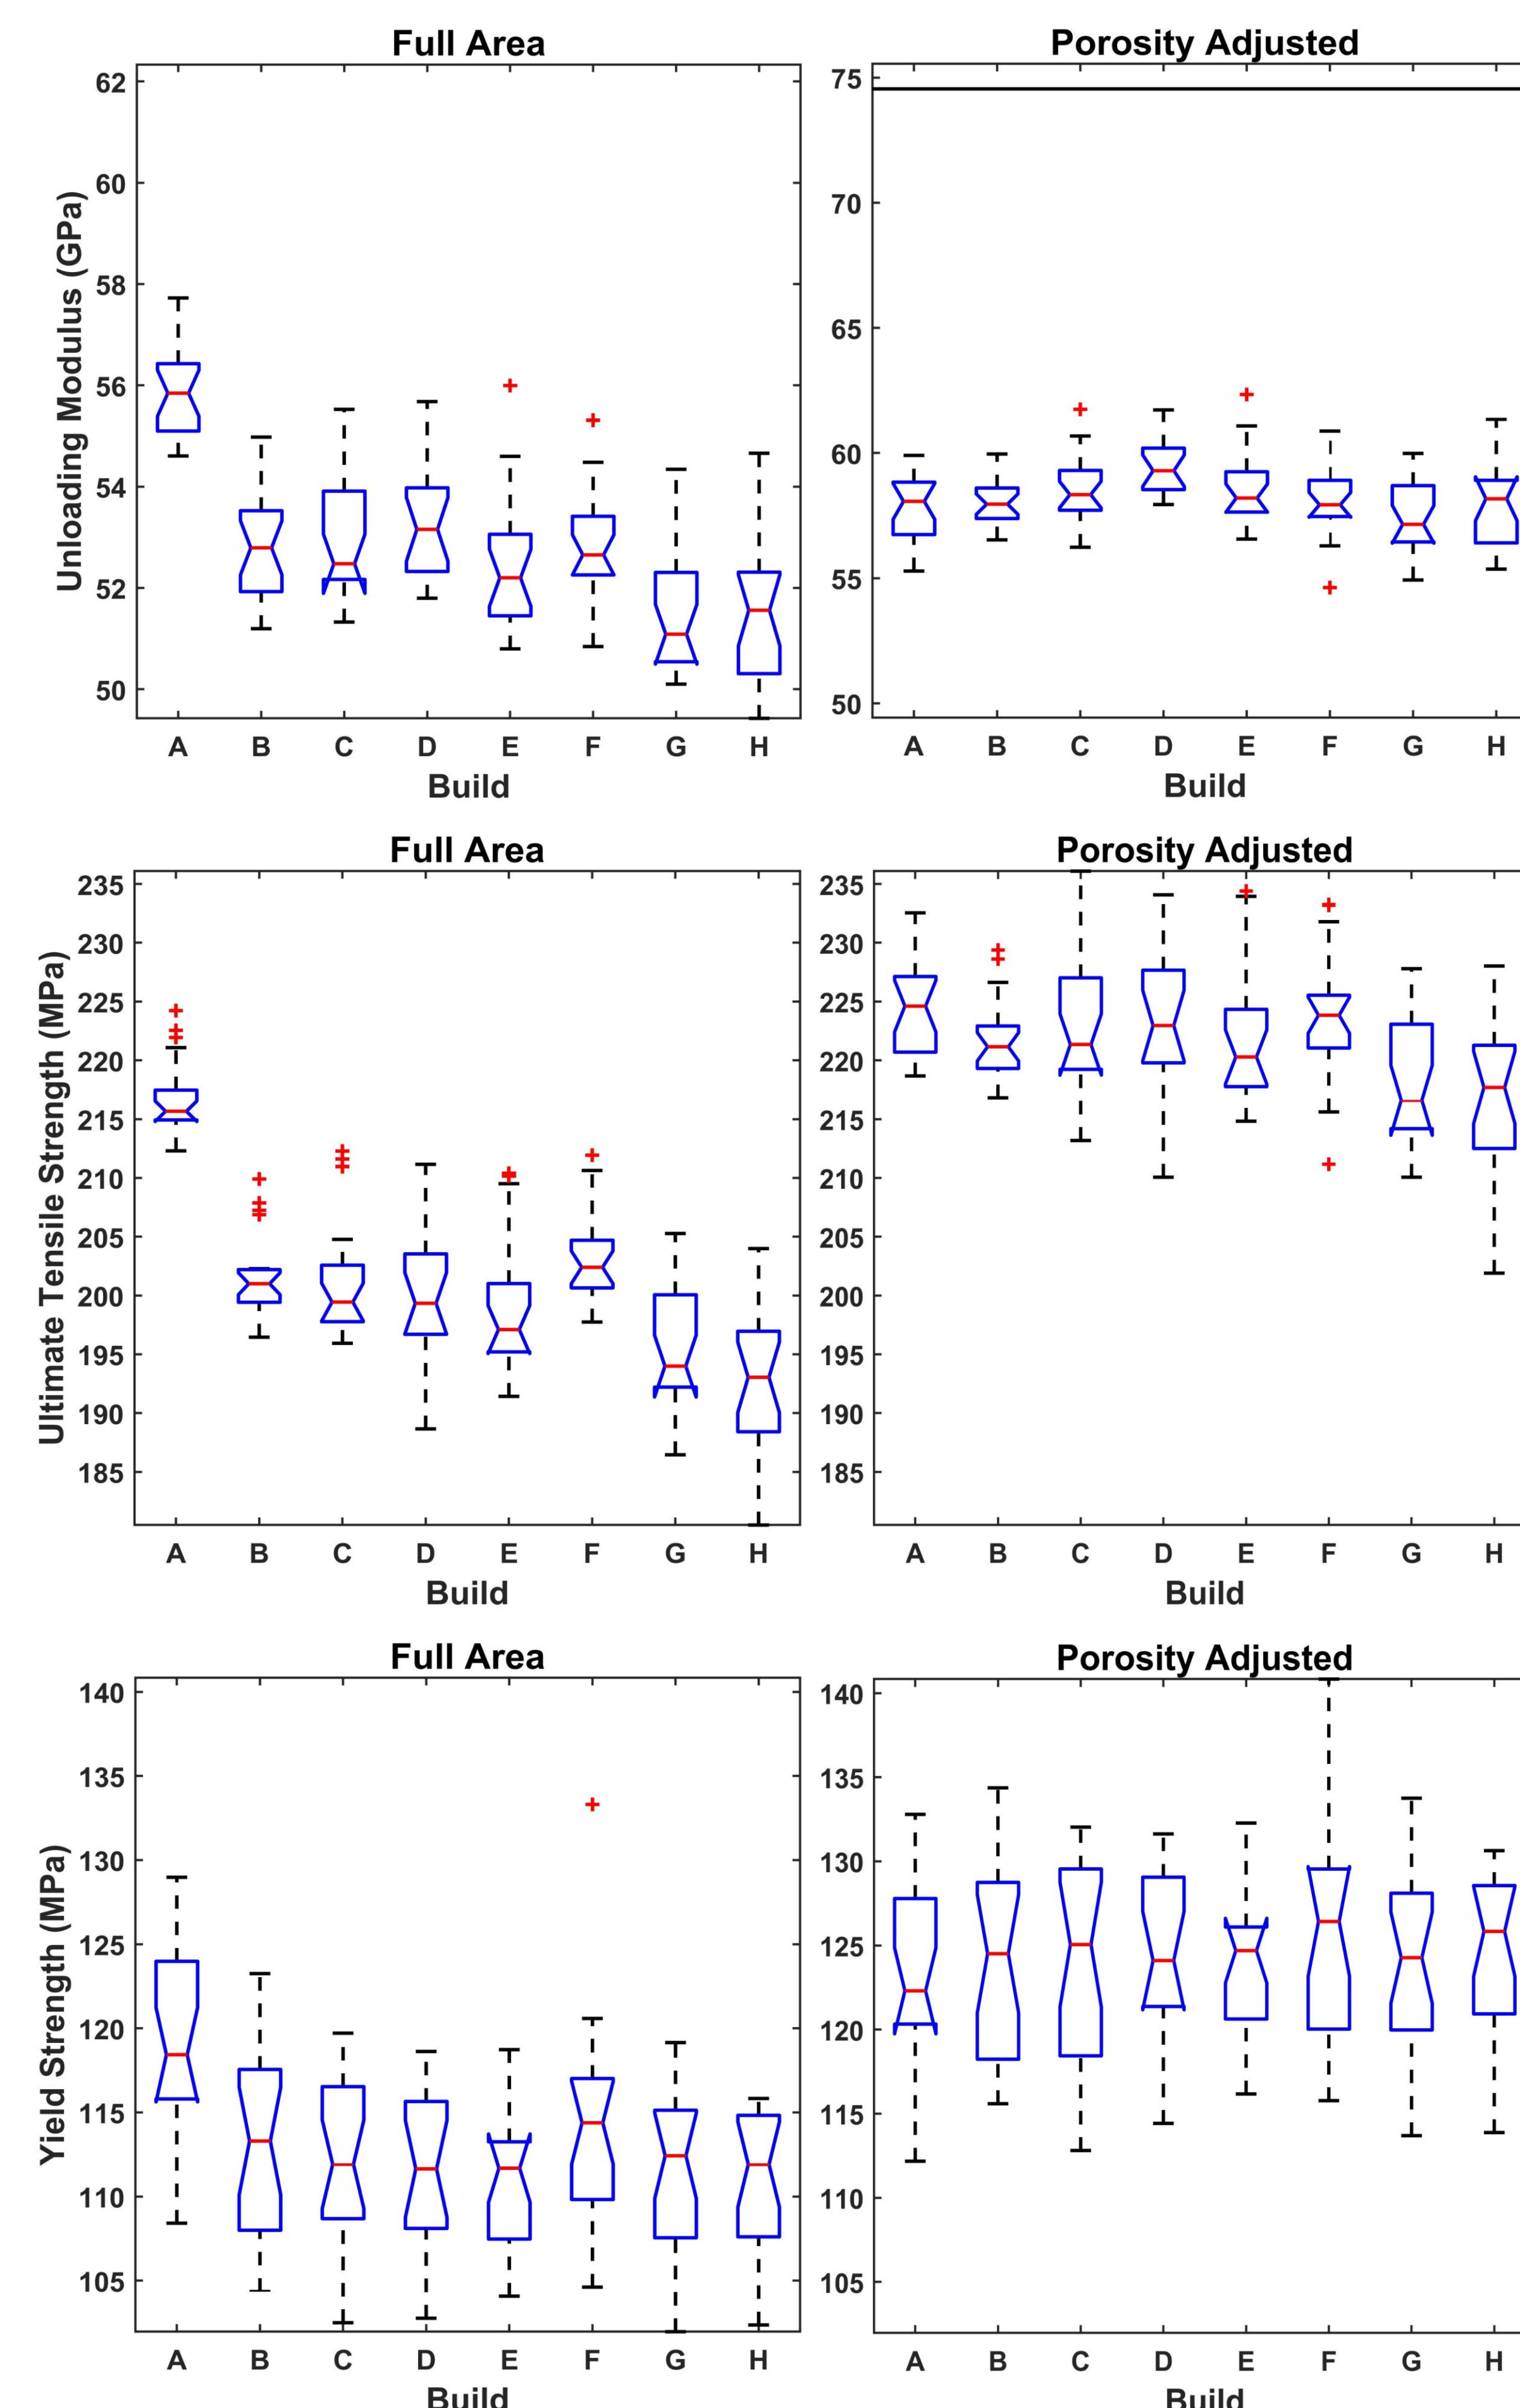 Full Area
Porosity Adjusted
Unloading Modulus (GPa)
62
60
58
56
54
52
50
A B C D E F G H
Build
75
70
65
60
55
50
A B C D E F G H
Build
Full Area
Porosity Adjusted
Ultimate Tensile Strength (MPa)
235
230
225
220
215
210
205
200
195
190
185
A B C D E F G H
Build
235
230
225
220
215
210
205
200
195
190
185
A B C D E F G H
Build
Full Area
Porosity Adjusted
Yield Strength (MPa)
140
135
130
125
120
115
110
105
A B C D E F G H
Build
140
135
130
125
120
115
110
105
A B C D E F G H
Build